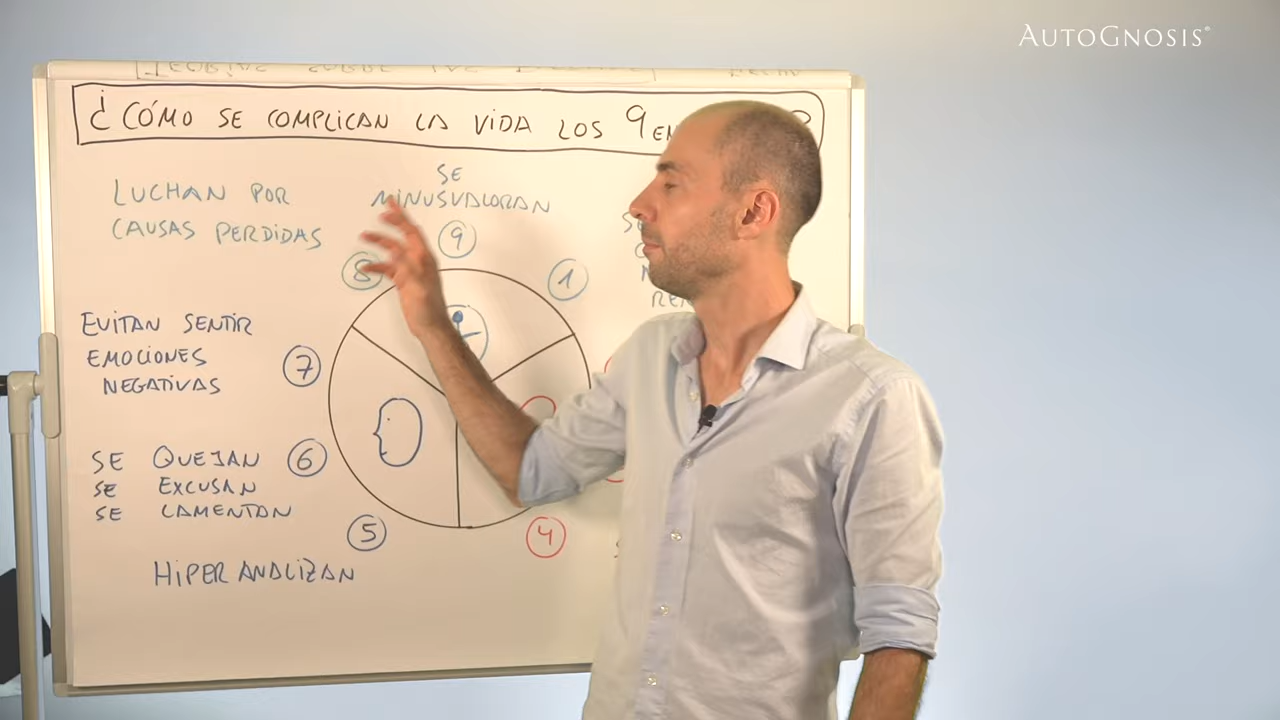 AUTOGNOSIS®
¿CÓMO SE COMPLICAN LA VIDA LOS 9
LUCHAN POR
CAUSAS PERDIDAS
SE
MINUSVALORAN
9
8
1
EVITAN SENTIR
EMOCIONES
NEGATIVAS
7
SE QUEJAN
SE EXCUSAN
SE LAMENTAN
6
5
4
HIPERANALIZAN